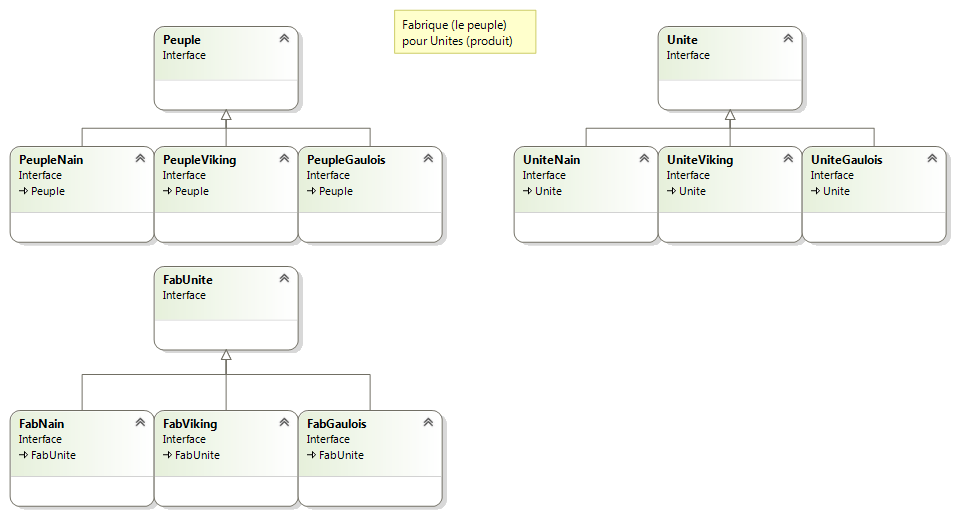 Fabrique (le peuple)
pour Unites (produit)
Peuple
Interface
Unite
Interface
PeupleNain
Interface
Peuple
PeupleViking
Interface
Peuple
PeupleGaulois
Interface
Peuple
UniteNain
Interface
Unite
UniteViking
Interface
Unite
UniteGaulois
Interface
Unite
FabUnite
Interface
FabNain
Interface
FabUnite
FabViking
Interface
FabUnite
FabGaulois
Interface
FabUnite